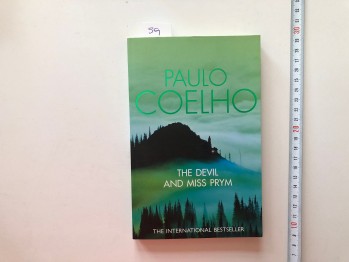 59
PAULO
COELHO
THE DEVIL
AND MISS PRYM
THE INTERNATIONAL BESTSELLER